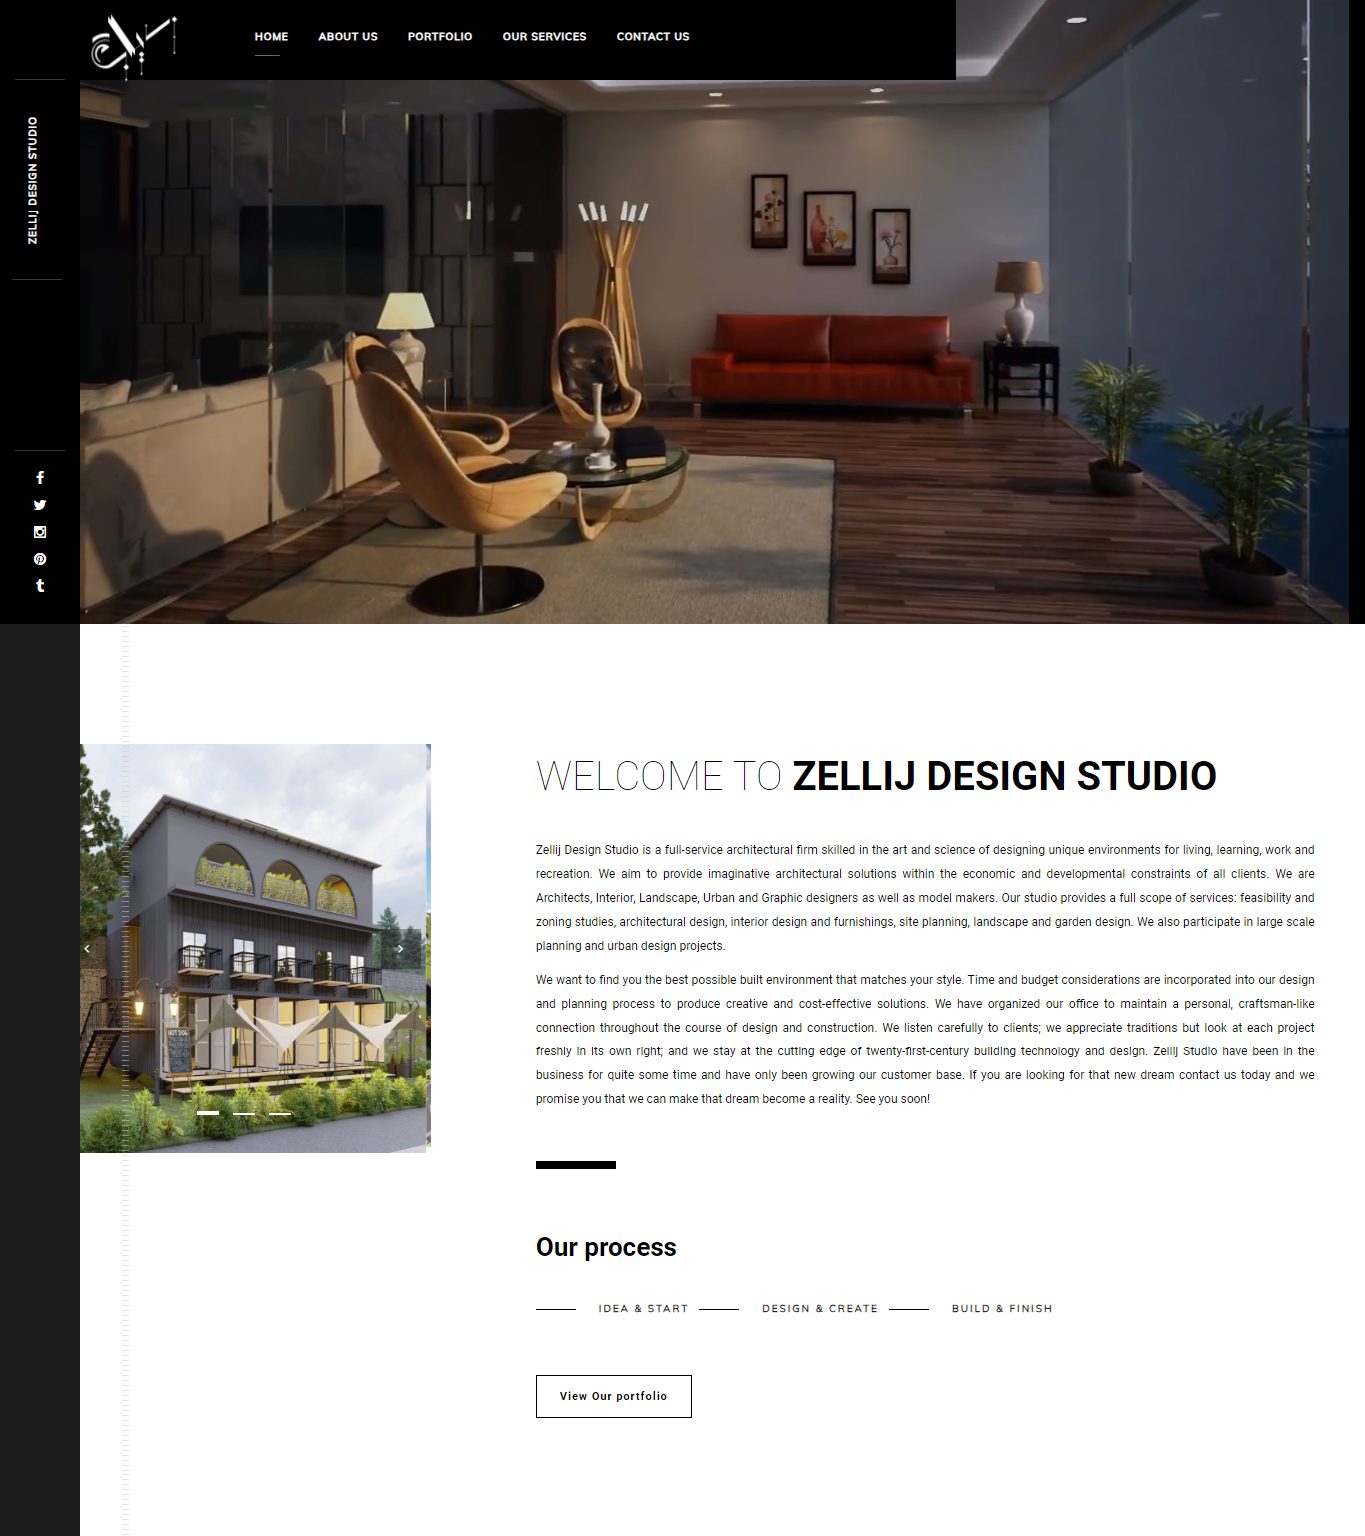 HOME ABOUT US PORTFOLIO OUR SERVICES CONTACT US
ZELLIJ DESIGN STUDIO
WELCOME TO ZELLIJ DESIGN STUDIO
Zellij Design Studio is a full-service architectural firm skilled in the art and science of designing unique environments for living, learning, work and
recreation. We aim to provide imaginative architectural solutions within the economic and developmental constraints of all clients. We are
Architects, Interior, Landscape, Urban and Graphic designers as well as model makers. Our studio provides a full scope of services: feasibility and
zoning studies, architectural design, interior design and furnishings, site planning, landscape and garden design. We also participate in large scale
planning and urban design projects.
We want to find you the best possible built environment that matches your style. Time and budget considerations are incorporated into our design
and planning process to produce creative and cost-effective solutions. We have organized our office to maintain a personal, craftsman-like
connection throughout the course of design and construction. We listen carefully to clients; we appreciate traditions but look at each project
freshly in its own right; and we stay at the cutting edge of twenty-first-century building technology and design. Zellij Studio have been in the
business for quite some time and have only been growing our customer base. If you are looking for that new dream contact us today and we
promise you that we can make that dream become a reality. See you soon!
HOT DOG
Our process
IDEA & START DESIGN & CREATE BUILD & FINISH
View Our portfolio